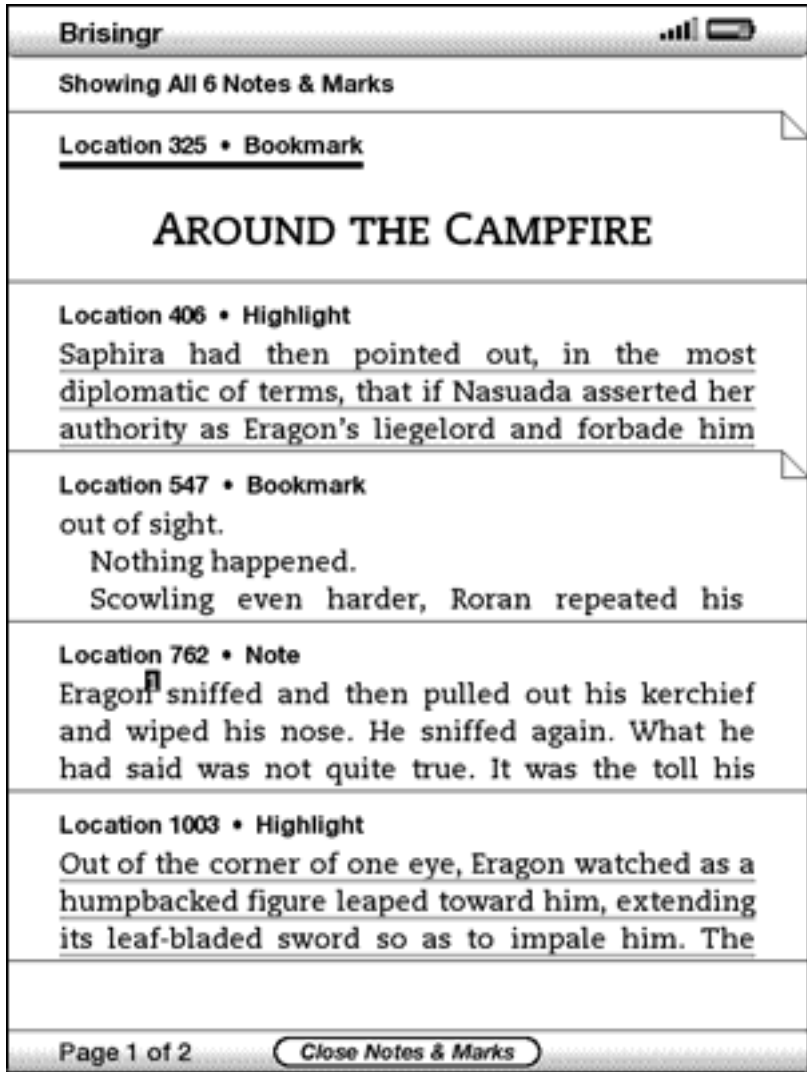 Brisingr
Showing All 6 Notes & Marks
Location 325 • Bookmark
AROUND THE CAMPFIRE
Location 406 • Highlight
Saphira had then pointed out, in the most
diplomatic of terms, that if Nasuada asserted her
authority as Eragon's liegelord and forbade him
Location 547 • Bookmark
out of sight.
Nothing happened.
Scowling even harder, Roran repeated his
Location 762 • Note
Eragon1 sniffed and then pulled out his kerchief
and wiped his nose. He sniffed again. What he
had said was not quite true. It was the toll his
Location 1003 • Highlight
Out of the corner of one eye, Eragon watched as a
humpbacked figure leaped toward him, extending
its leaf-bladed sword so as to impale him. The
Page 1 of 2 Close Notes & Marks